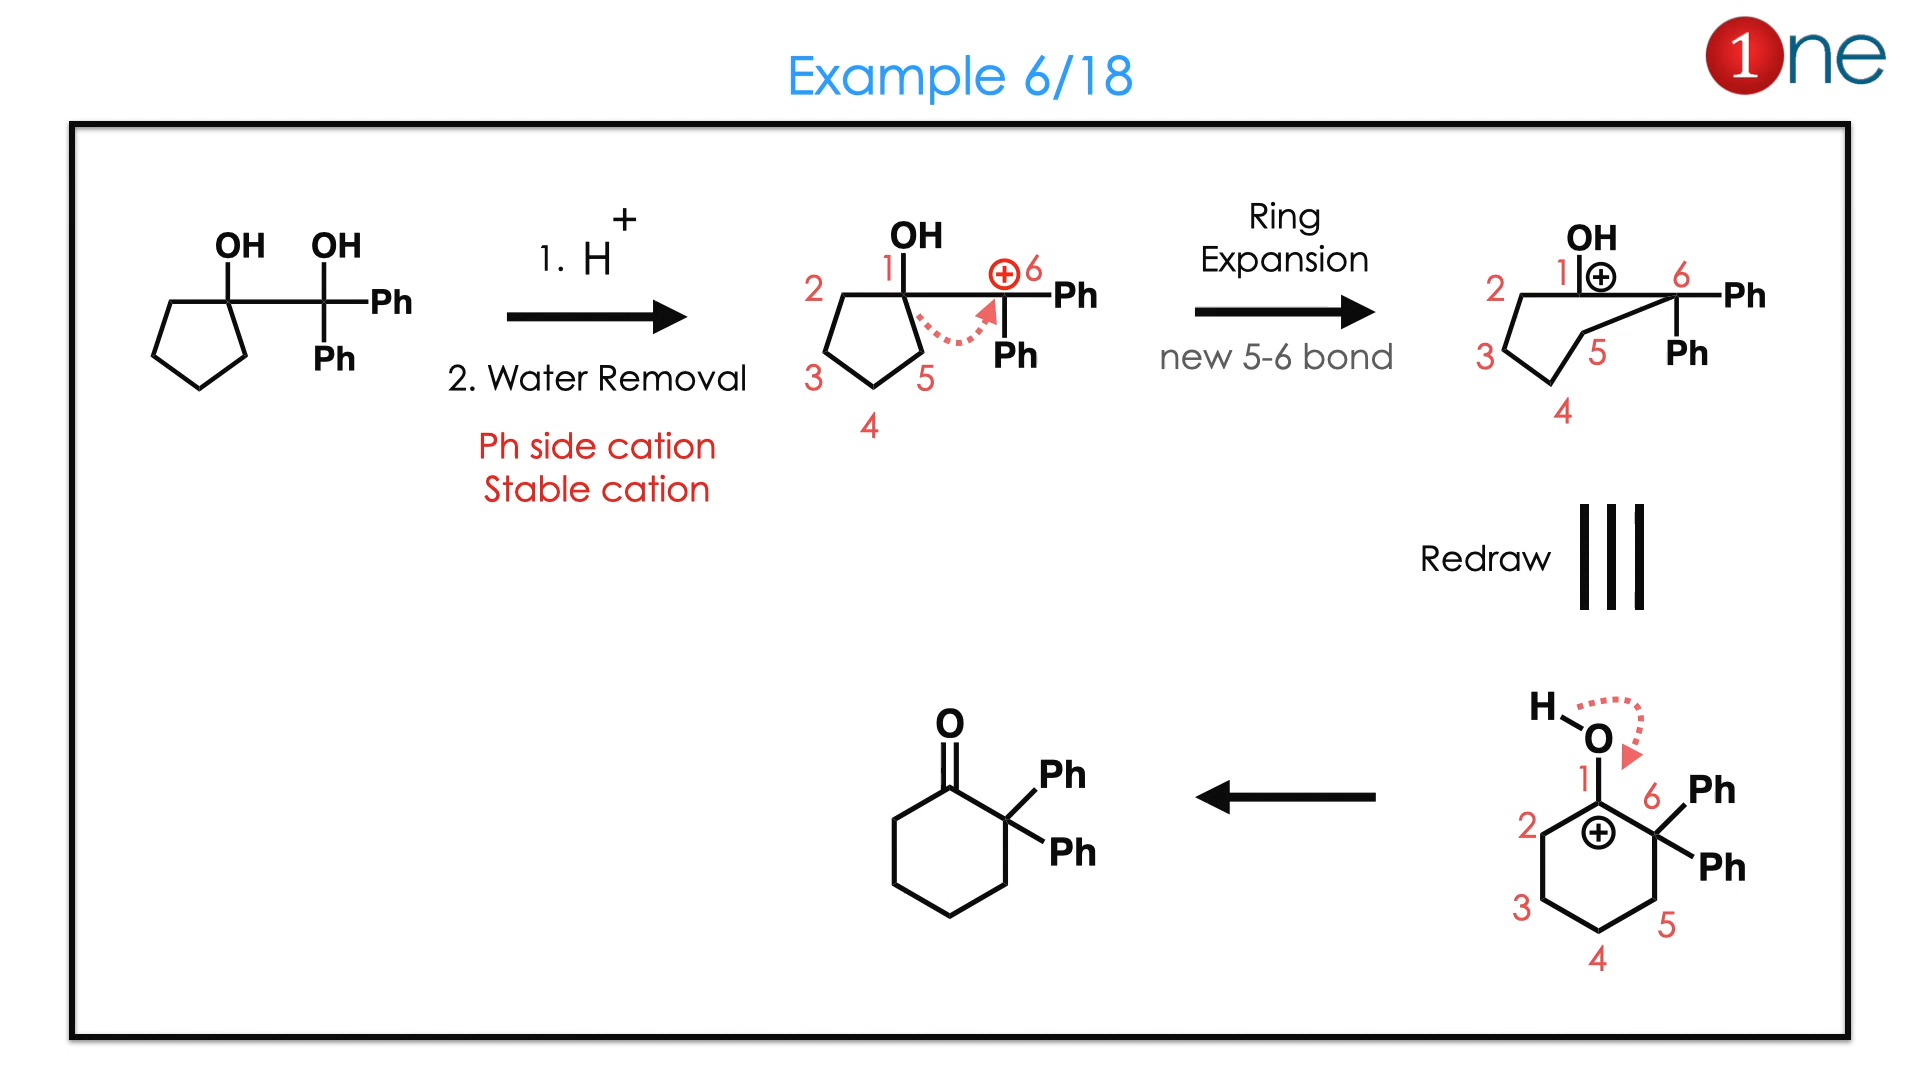 1ne
Example 6/18
OH OH
Ph
Ph
1. H+
2. Water Removal
Ph side cation
Stable cation
OH
1 ⊕ 6
2 Ph
Ph
3 5
4
Ring
Expansion
new 5-6 bond
OH
1 ⊕ 6
2 Ph
3 5 Ph
4
Redraw
O
Ph
Ph
H
O
1 6 Ph
2 ⊕
Ph
3 5
4